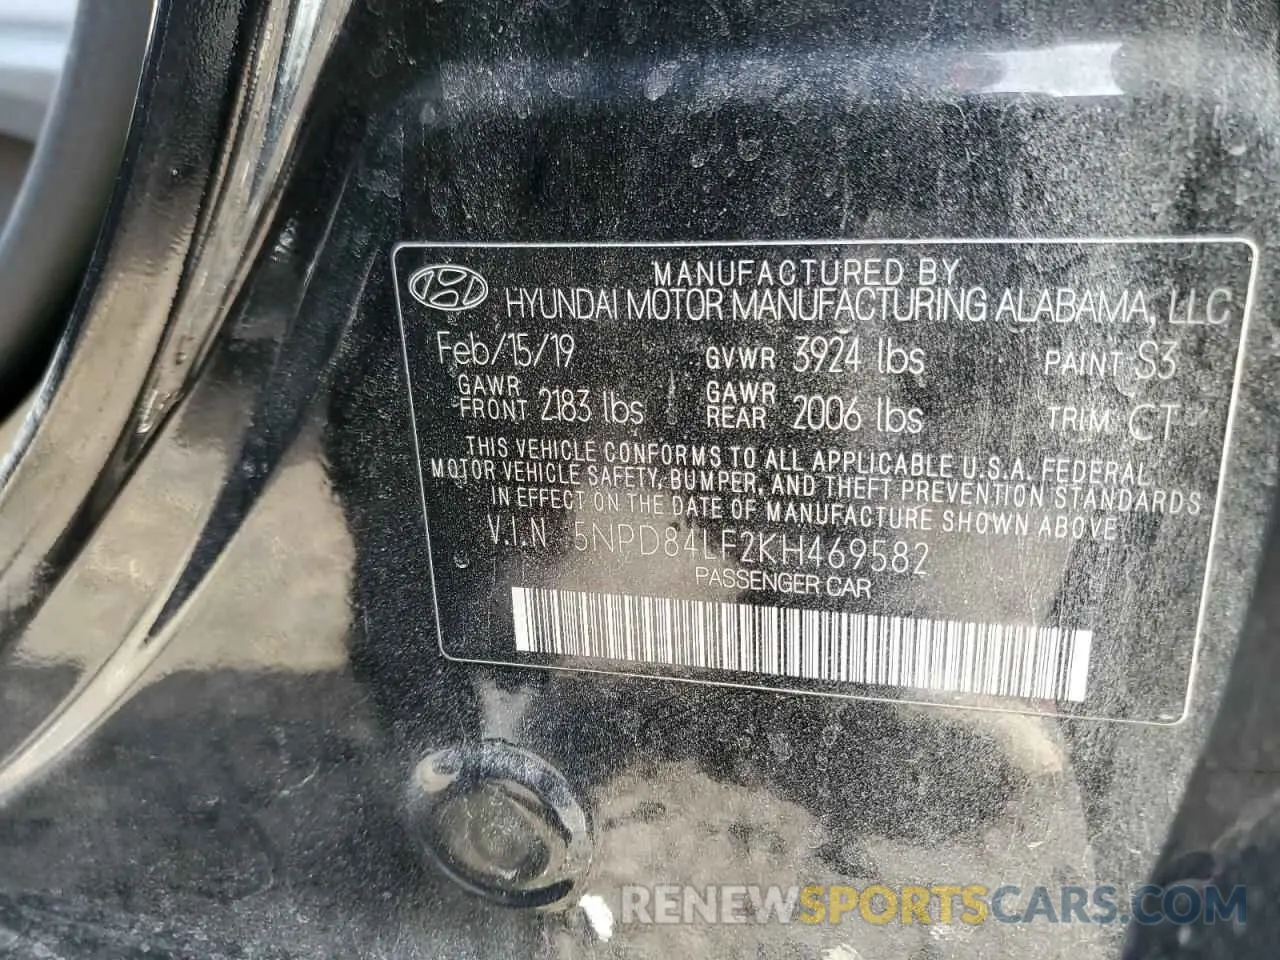 MANUFACTURED BY
HYUNDAI MOTOR MANUFACTURING ALABAMA, LLC
Feb/15/19 GVWR 3924 lbs PAINT S3
GAWR FRONT 2183 lbs GAWR REAR 2006 lbs TRIM CT
THIS VEHICLE CONFORMS TO ALL APPLICABLE U.S.A. FEDERAL
MOTOR VEHICLE SAFETY, BUMPER, AND THEFT PREVENTION STANDARDS
IN EFFECT ON THE DATE OF MANUFACTURE SHOWN ABOVE
V.I.N 5NPD84LF2KH469582
PASSENGER CAR
RENEWSPORTSCARS.COM